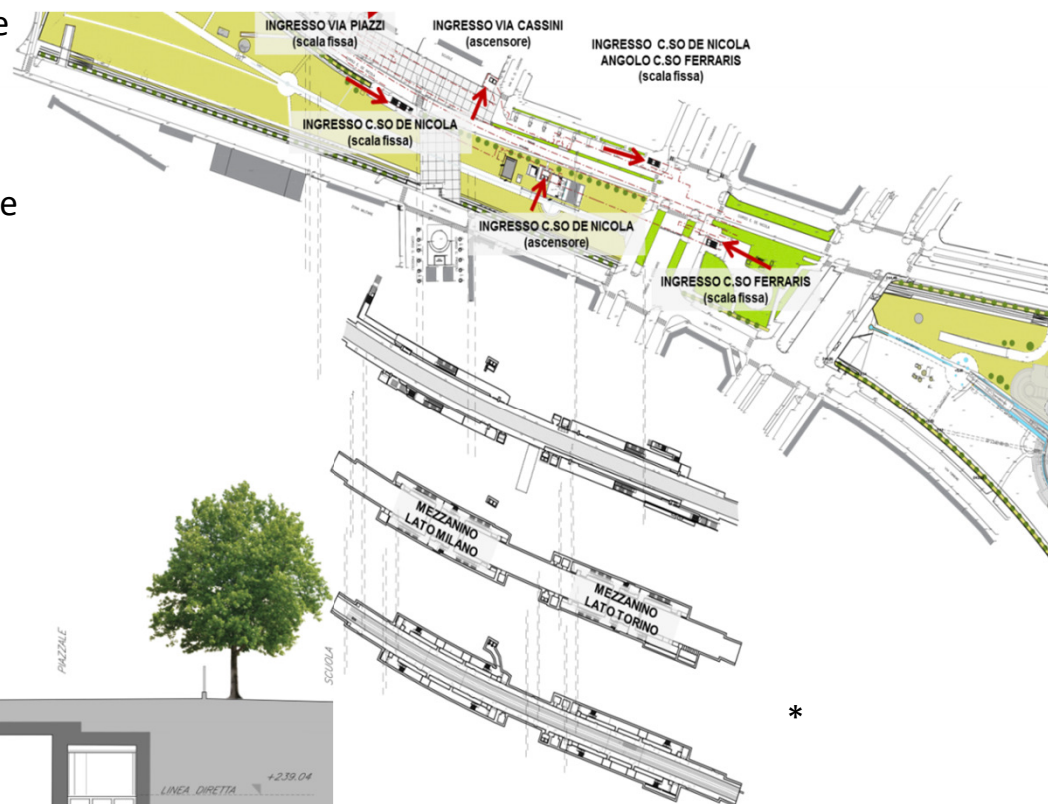 e
INGRESSO VIA PIAZZI
(scala fissa)
INGRESSO VIA CASSINI
(ascensore)
INGRESSO C.SO DE NICOLA
ANGOLO C.SO FERRARIS
(scala fissa)
INGRESSO C.SO DE NICOLA
(scala fissa)
e
INGRESSO C.SO DE NICOLA
(ascensore)
INGRESSO C.SO FERRARIS
(scala fissa)
MEZZANINO
LATO MILANO
MEZZANINO
LATO TORINO
PIAZZALE
SCUOLA
*
LINEA DIRETTA
+239.04